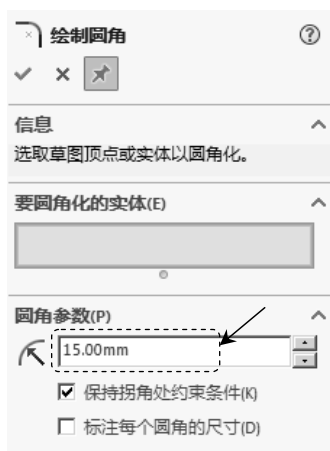 绘制圆角
信息
选取草图顶点或实体以圆角化。
要圆角化的实体(E)
圆角参数(P)
15.00mm
保持拐角处约束条件(K)
标注每个圆角的尺寸(D)